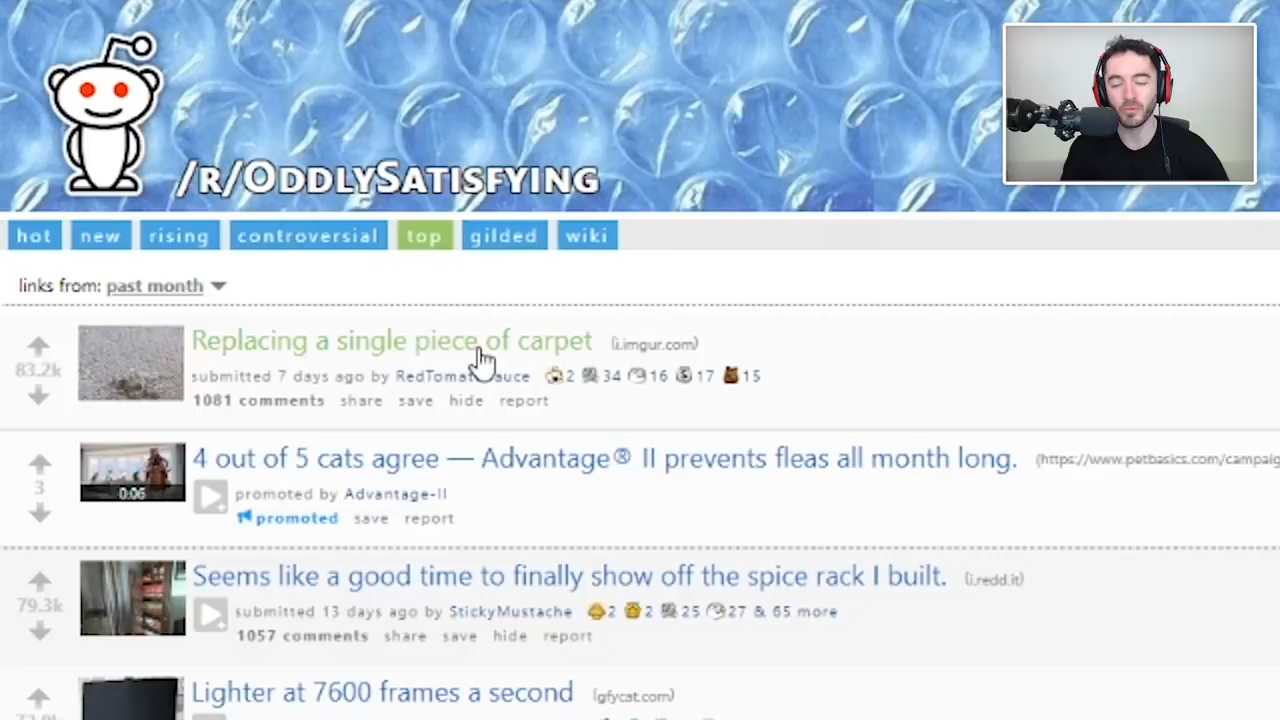 /R/ODDLYSATISFYING
hot new rising controversial top gilded wiki
links from: past month
Replacing a single piece of carpet (i.imgur.com)
83.2k
submitted 7 days ago by 2 34 16 17 15
1081 comments share save hide report
4 out of 5 cats agree — Advantage® II prevents fleas all month long. (https://www.petbasics.com/campaig
3
0:06
promoted by Advantage-II
promoted save report
Seems like a good time to finally show off the spice rack I built. (i.redd.it)
79.3k
submitted 13 days ago by StickyMustache 2 2 25 27 & 65 more
1057 comments share save hide report
Lighter at 7600 frames a second (gfycat.com)